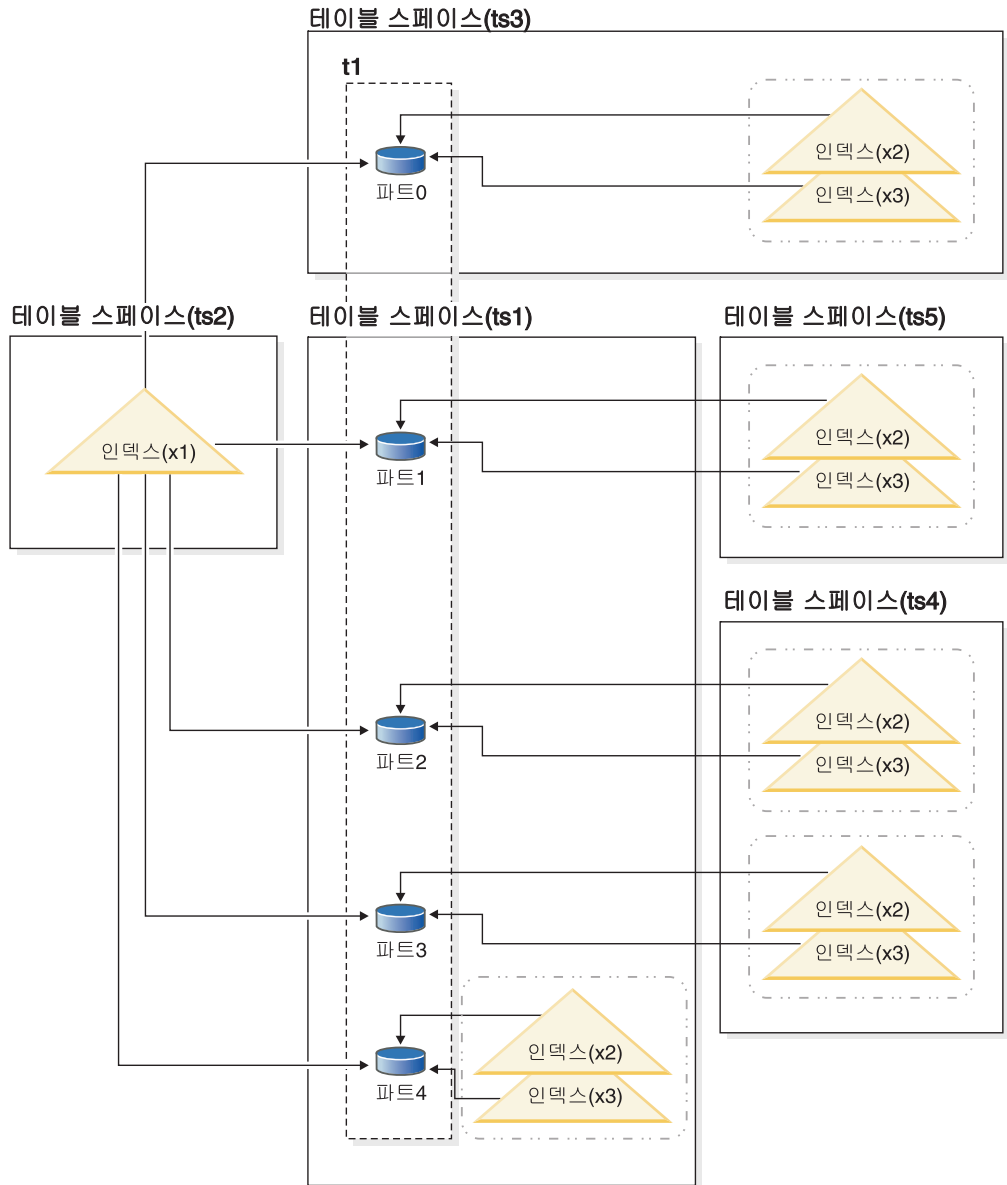 테이블 스페이스(ts3)
t1
파트0
인덱스(x2)
인덱스(x3)
테이블 스페이스(ts2)
인덱스(x1)
테이블 스페이스(ts1)
파트1
테이블 스페이스(ts5)
인덱스(x2)
인덱스(x3)
테이블 스페이스(ts4)
파트2
인덱스(x2)
인덱스(x3)
파트3
인덱스(x2)
인덱스(x3)
파트4
인덱스(x2)
인덱스(x3)